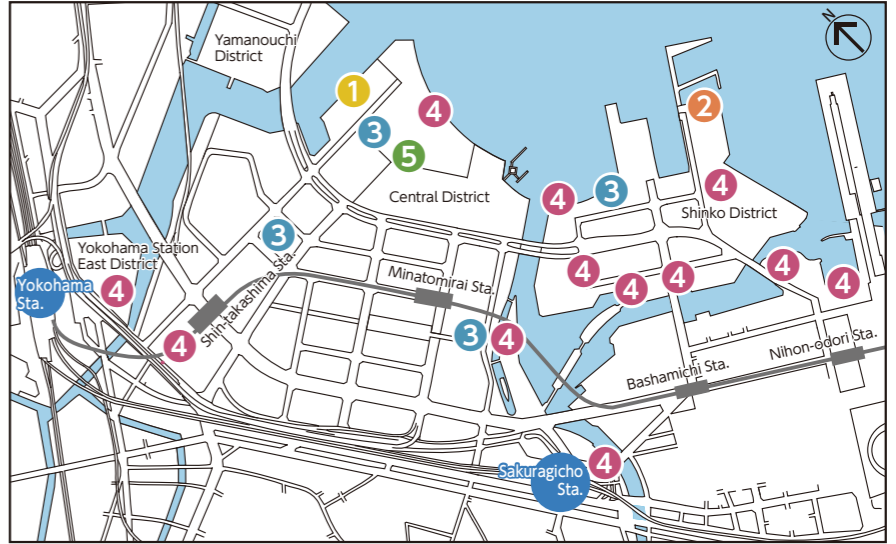 N
Yamanouchi
District
1
4
2
3
5
4
3
4
Central District
Shinko District
3
Yokohama Station
East District
4
Yokohama
Sta.
Shin-takashima Sta.
Minatomirai Sta.
4
4
4
4
4
4
3
4
Bashamichi Sta.
Nihon-odori Sta.
Sakuragicho
Sta.
4